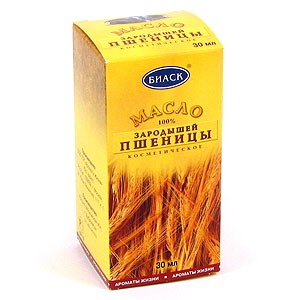 30 МЛ
БИАСК
МАСЛО
100%
ЗАРОДЫШЕЙ
ПШЕНИЦЫ
КОСМЕТИЧЕСКОЕ
30 МЛ
АРОМАТЫ ЖИЗНИ • АРОМАТЫ ЖИЗНИ